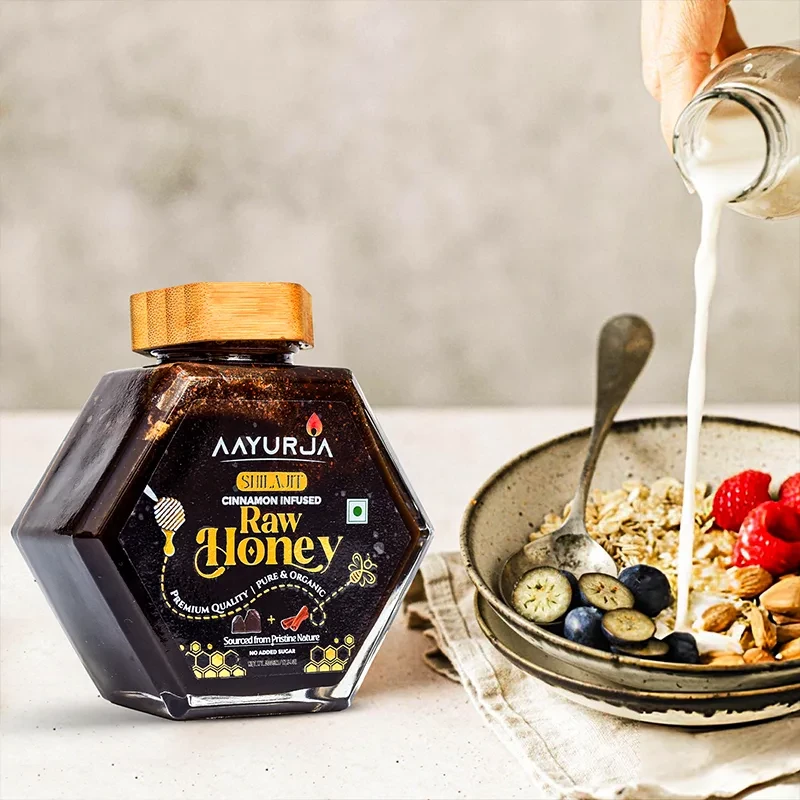 AAYURJA
SHILAJIT
CINNAMON INFUSED
Raw
Honey
PREMIUM QUALITY | PURE & ORGANIC
+
Sourced from Pristine Nature
NO ADDED SUGAR